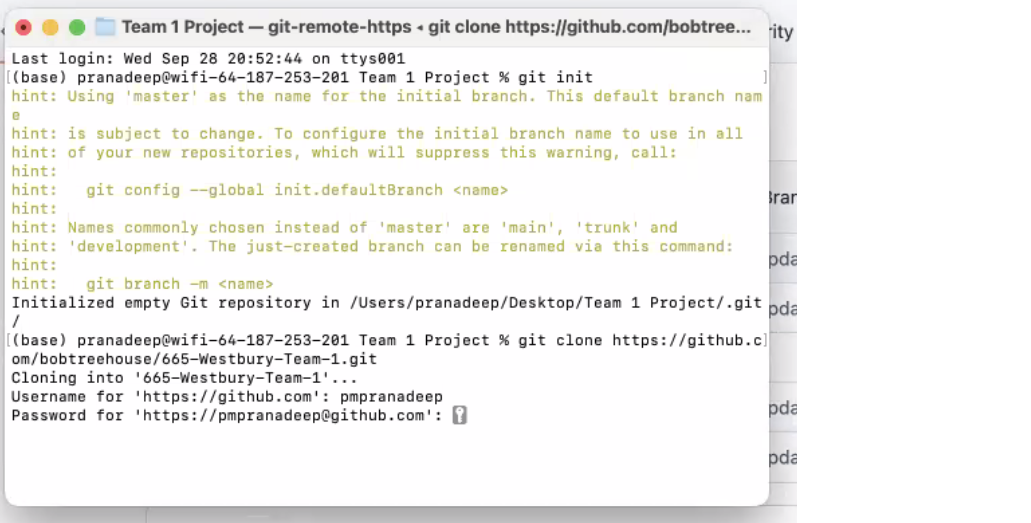 Team 1 Project — git-remote-https ◂ git clone https://github.com/bobtree...
rity
Last login: Wed Sep 28 20:52:44 on ttys001
[(base) pranadeep@wifi-64-187-253-201 Team 1 Project % git init ]
hint: Using 'master' as the name for the initial branch. This default branch nam
e
hint: is subject to change. To configure the initial branch name to use in all
hint: of your new repositories, which will suppress this warning, call:
hint:
hint:   git config --global init.defaultBranch <name>
hint:
hint: Names commonly chosen instead of 'master' are 'main', 'trunk' and
hint: 'development'. The just-created branch can be renamed via this command:
hint:
hint:   git branch -m <name>
Initialized empty Git repository in /Users/pranadeep/Desktop/Team 1 Project/.git
/
[(base) pranadeep@wifi-64-187-253-201 Team 1 Project % git clone https://github.c]
om/bobtreehouse/665-Westbury-Team-1.git
Cloning into '665-Westbury-Team-1'...
Username for 'https://github.com': pmpranadeep
Password for 'https://pmpranadeep@github.com':
Bran
pda
pda
pda
pda